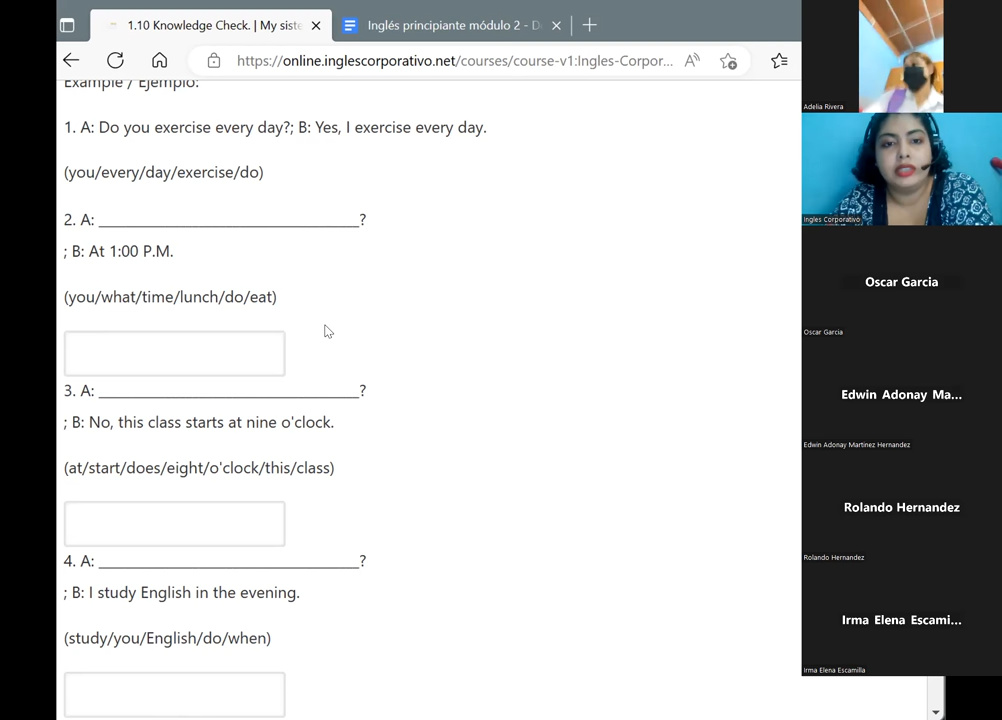 1.10 Knowledge Check. | My siste
Inglés principiante módulo 2 - D
https://online.inglescorporativo.net/courses/course-v1:Ingles-Corpor...
Example / Ejemplo:
1. A: Do you exercise every day?; B: Yes, I exercise every day.
(you/every/day/exercise/do)
2. A: ______________________________?
; B: At 1:00 P.M.
(you/what/time/lunch/do/eat)
3. A: ______________________________?
; B: No, this class starts at nine o'clock.
(at/start/does/eight/o'clock/this/class)
4. A: ______________________________?
; B: I study English in the evening.
(study/you/English/do/when)
Adelia Rivera
Ingles Corporativo
Oscar Garcia
Oscar Garcia
Edwin Adonay Ma...
Edwin Adonay Martinez Hernandez
Rolando Hernandez
Rolando Hernandez
Irma Elena Escami...
Irma Elena Escamilla